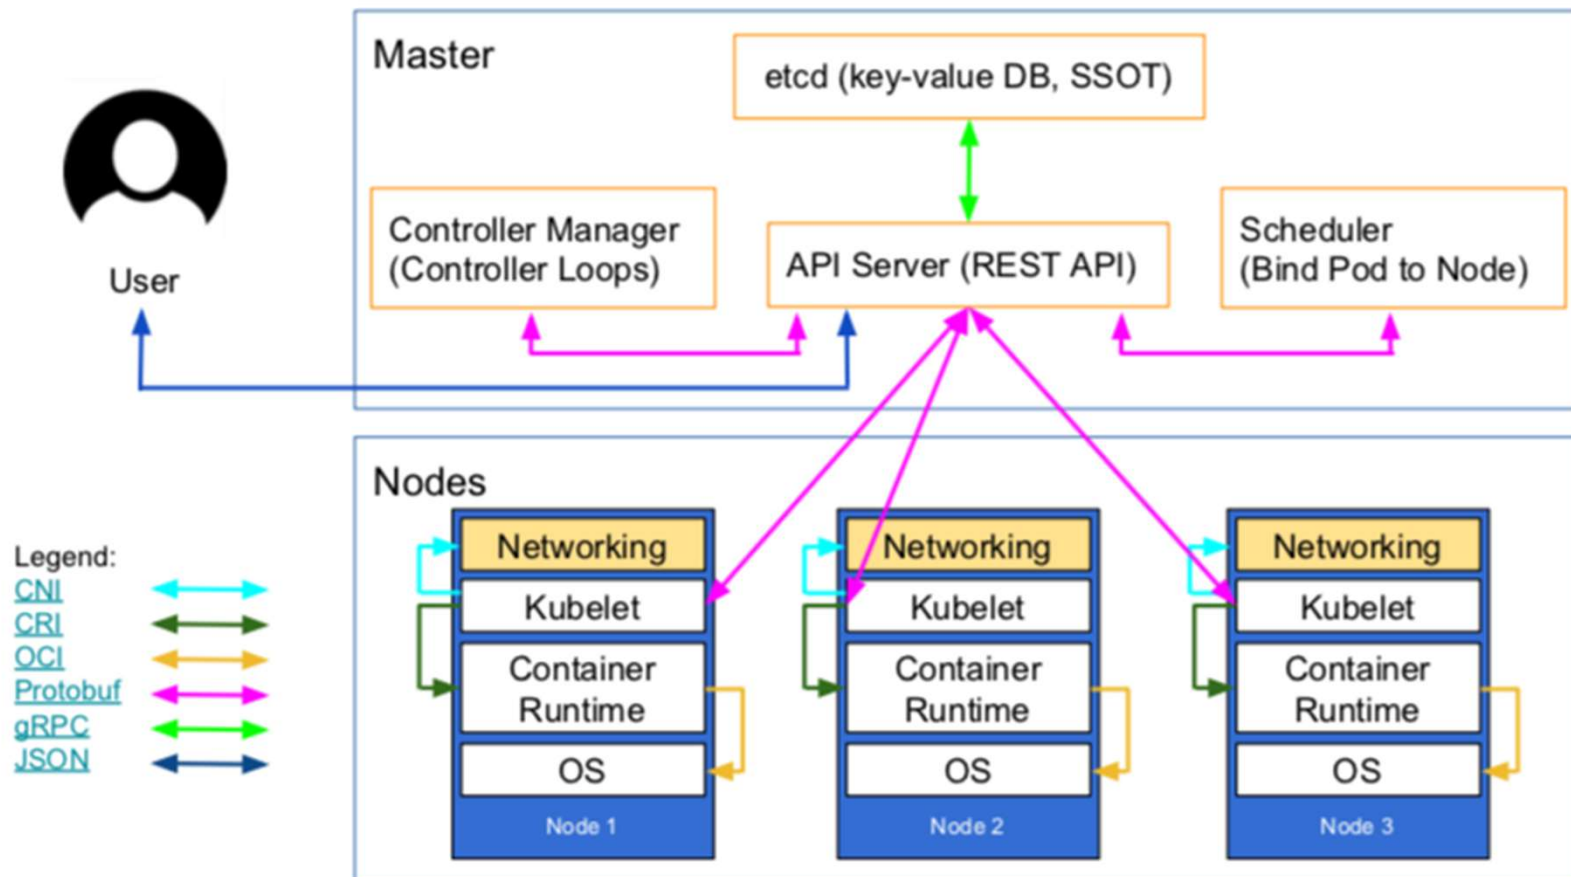 Master
etcd (key-value DB, SSOT)
Controller Manager
(Controller Loops)
API Server (REST API)
Scheduler
(Bind Pod to Node)
User
Nodes
Networking
Kubelet
Container
Runtime
OS
Node 1
Networking
Kubelet
Container
Runtime
OS
Node 2
Networking
Kubelet
Container
Runtime
OS
Node 3
Legend:
CNI
CRI
OCI
Protobuf
gRPC
JSON